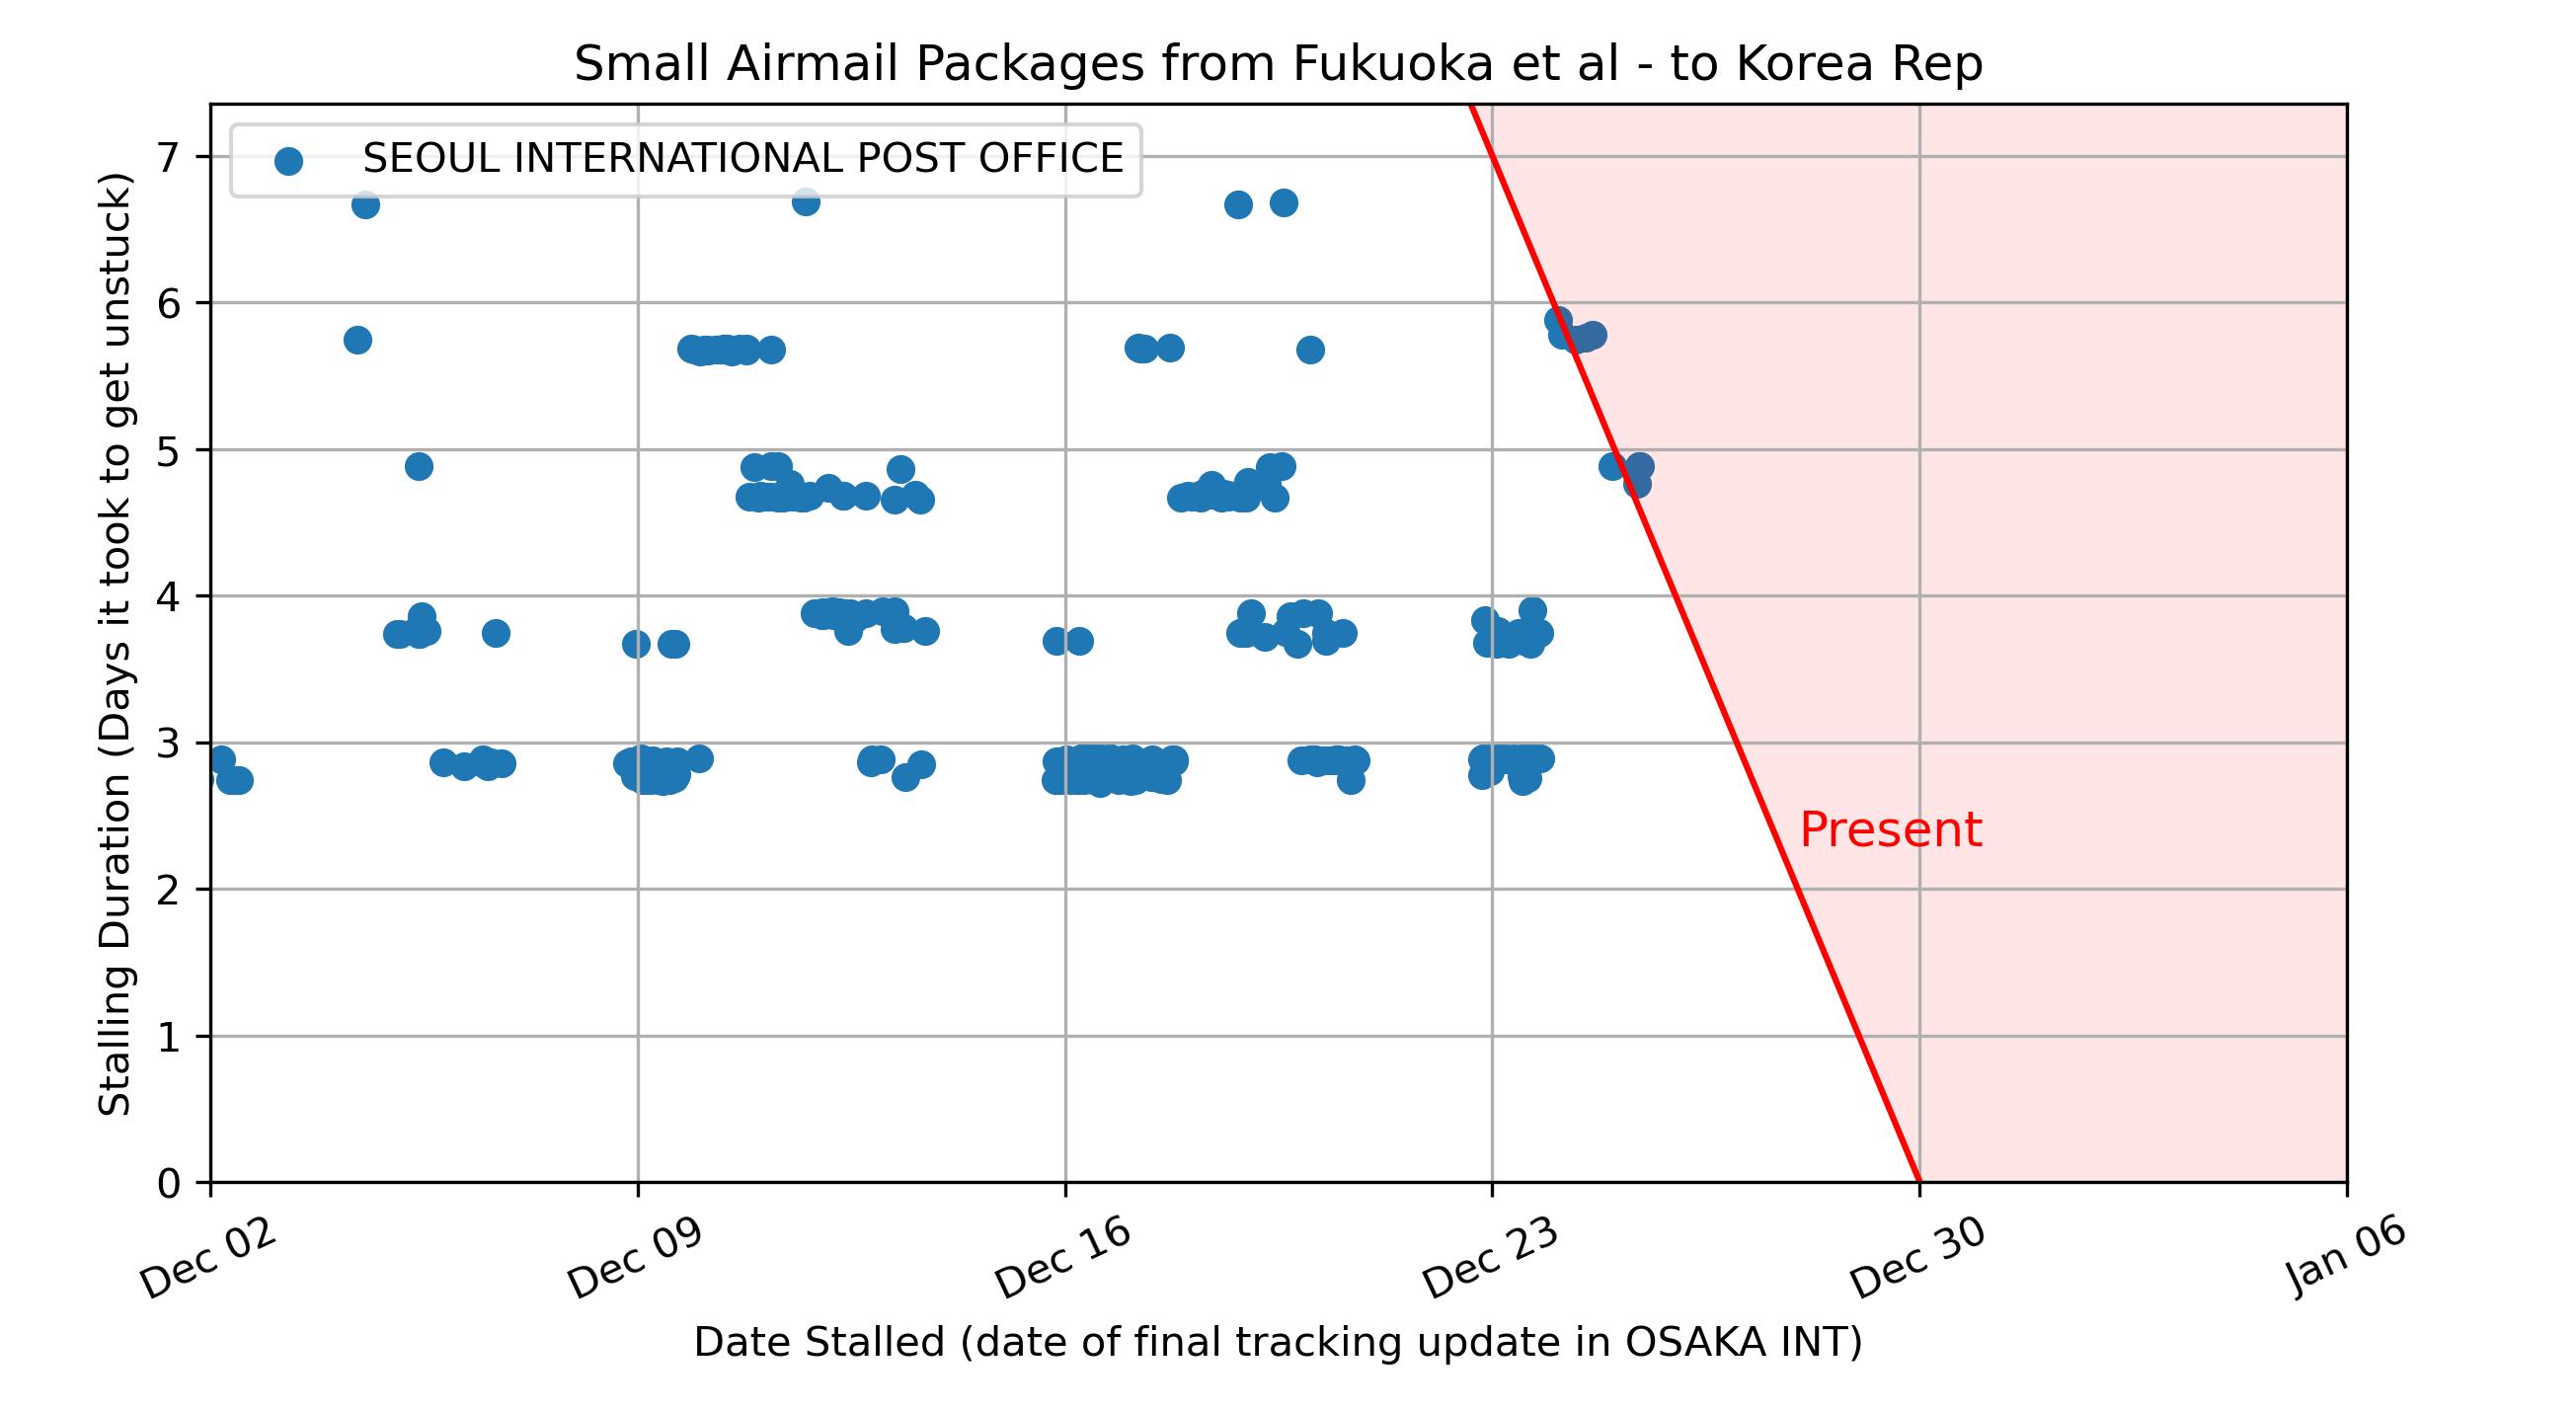 Small Airmail Packages from Fukuoka et al - to Korea Rep
SEOUL INTERNATIONAL POST OFFICE
Stalling Duration (Days it took to get unstuck)
7
6
5
4
3
2
1
0
Present
Dec 02
Dec 09
Dec 16
Dec 23
Dec 30
Jan 06
Date Stalled (date of final tracking update in OSAKA INT)